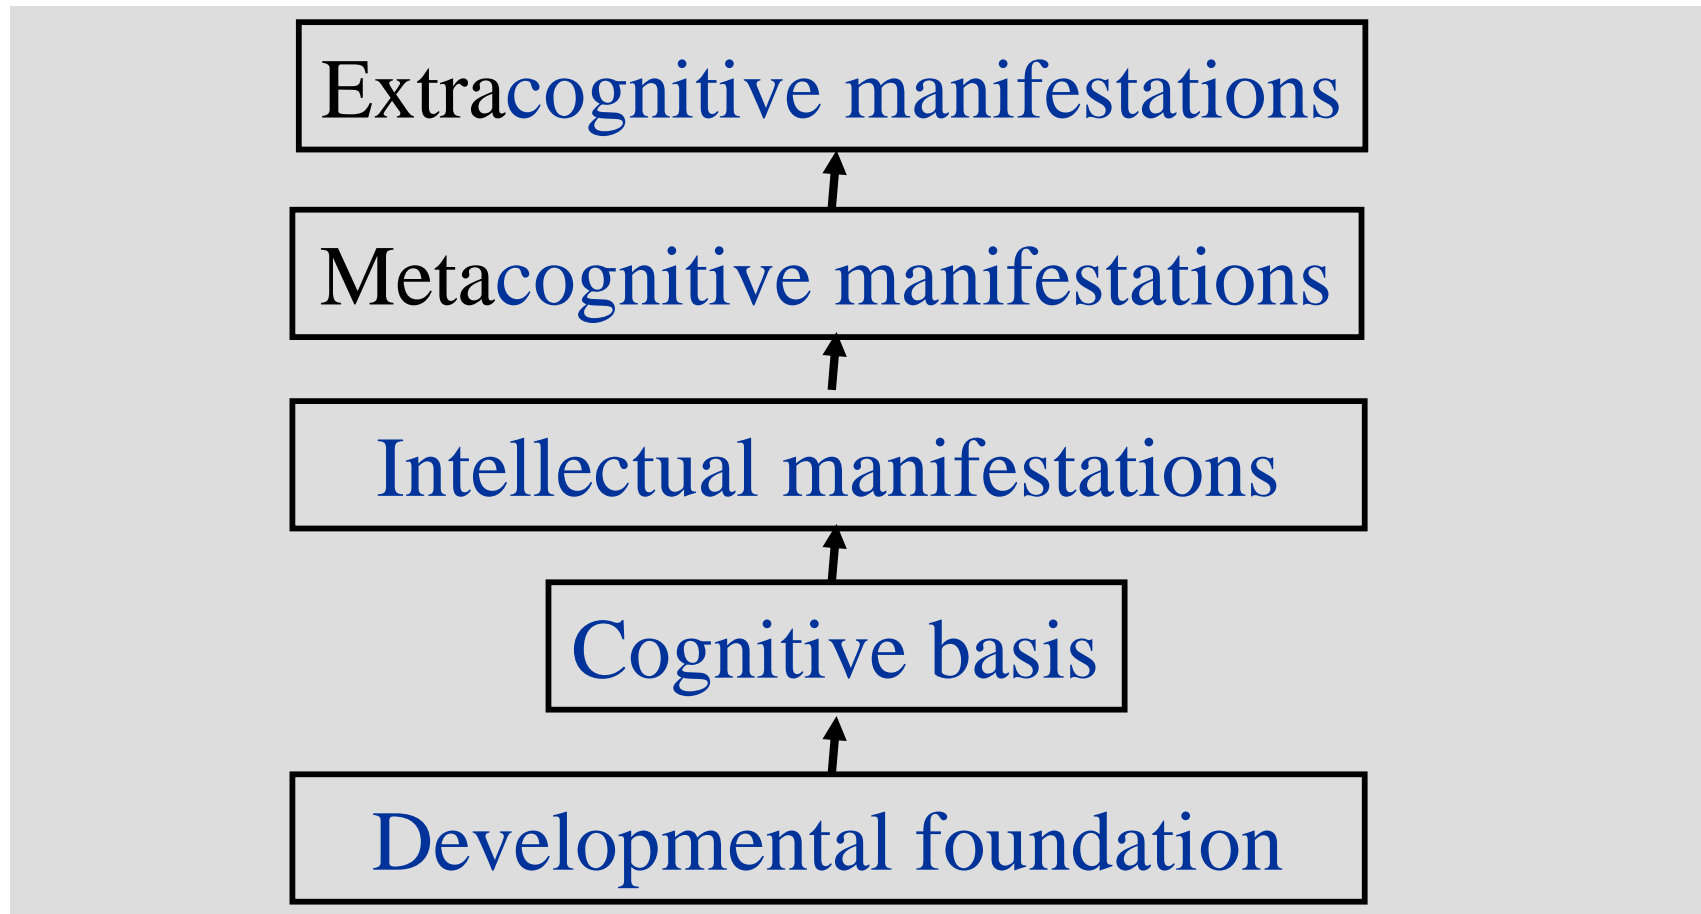 Extracognitive manifestations
Metacognitive manifestations
Intellectual manifestations
Cognitive basis
Developmental foundation